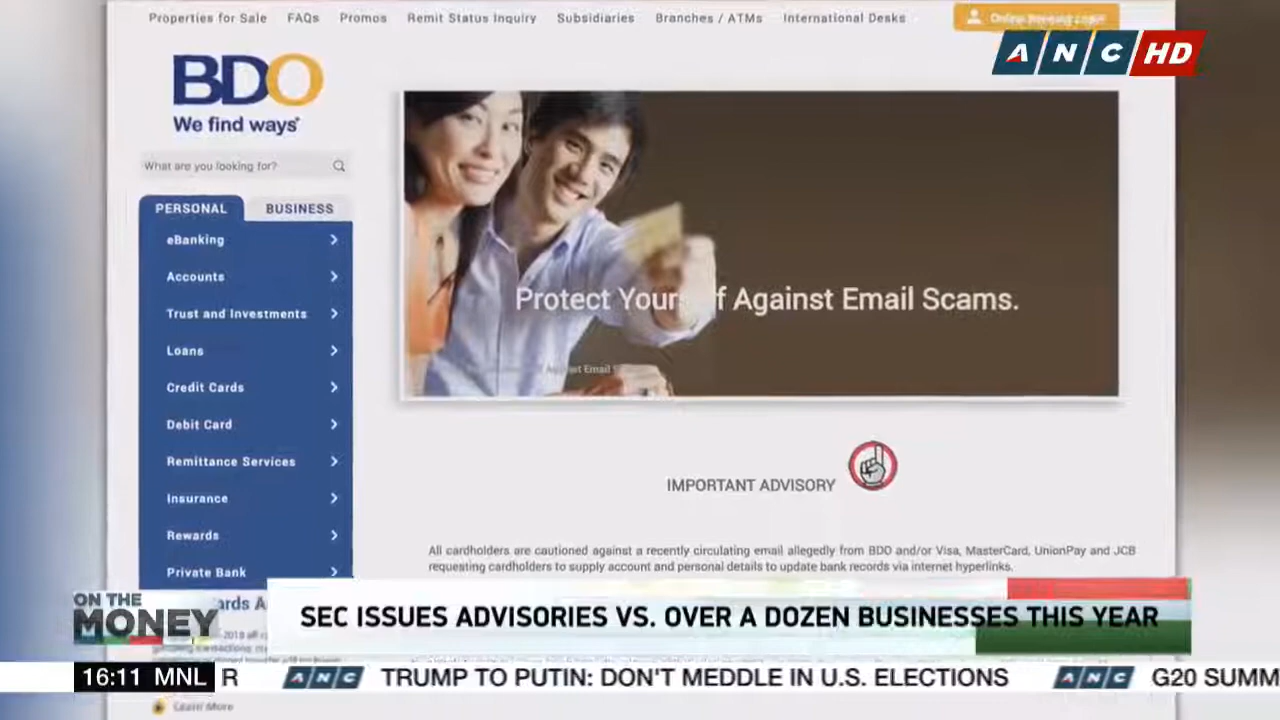 Properties for Sale FAQs Promos Remit Status Inquiry Subsidiaries Branches / ATMs International Desks
ANC HD
BDO
We find ways
What are you looking for?
PERSONAL BUSINESS
eBanking
Accounts
Trust and Investments
Loans
Credit Cards
Debit Card
Remittance Services
Insurance
Rewards
Private Bank
Protect Yours f Against Email Scams.
Against Email
IMPORTANT ADVISORY
All cardholders are cautioned against a recently circulating email allegedly from BDO and/or Visa, MasterCard, UnionPay and JCB
requesting cardholders to supply account and personal details to update bank records via internet hyperlinks.
ON THE
MONEY
SEC ISSUES ADVISORIES VS. OVER A DOZEN BUSINESSES THIS YEAR
16:11 MNL R ANC TRUMP TO PUTIN: DON'T MEDDLE IN U.S. ELECTIONS ANC G20 SUMM
Learn More